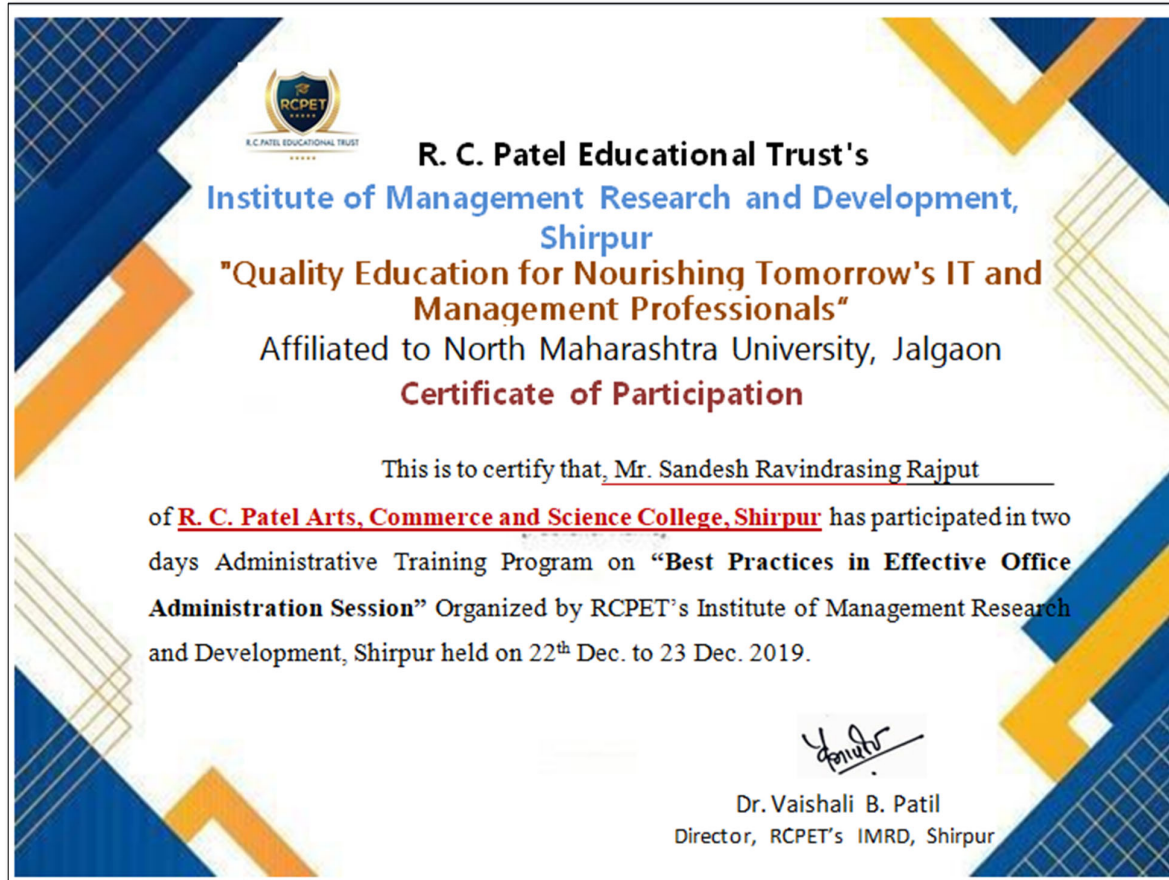 RCPET
R.C.PATEL EDUCATIONAL TRUST
R. C. Patel Educational Trust's
Institute of Management Research and Development,
Shirpur
"Quality Education for Nourishing Tomorrow's IT and
Management Professionals“
Affiliated to North Maharashtra University, Jalgaon
Certificate of Participation
This is to certify that, Mr. Sandesh Ravindrasing Rajput
of R. C. Patel Arts, Commerce and Science College, Shirpur has participated in two
days Administrative Training Program on “Best Practices in Effective Office
Administration Session” Organized by RCPET’s Institute of Management Research
and Development, Shirpur held on 22th Dec. to 23 Dec. 2019.
Dr. Vaishali B. Patil
Director, RCPET’s IMRD, Shirpur